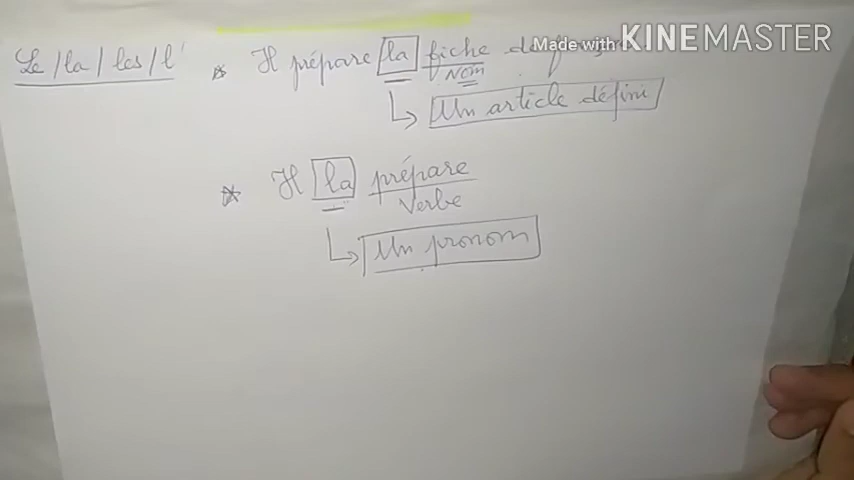 Le / la / les / l'
* Il prépare la fiche de
Nom
Un article défini
* Il la prépare
Verbe
Un pronom
Made with KINEMASTER